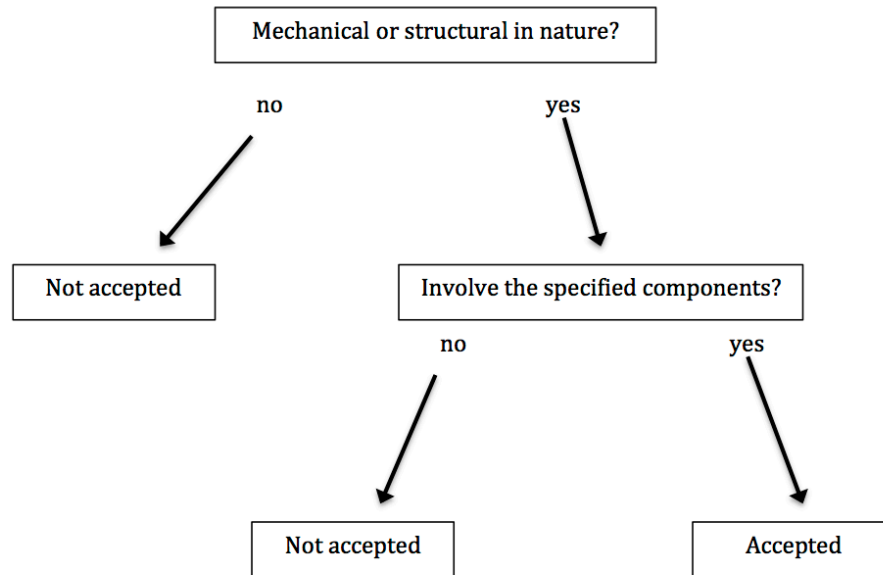 Mechanical or structural in nature?
no
yes
Not accepted
Involve the specified components?
no
yes
Not accepted
Accepted